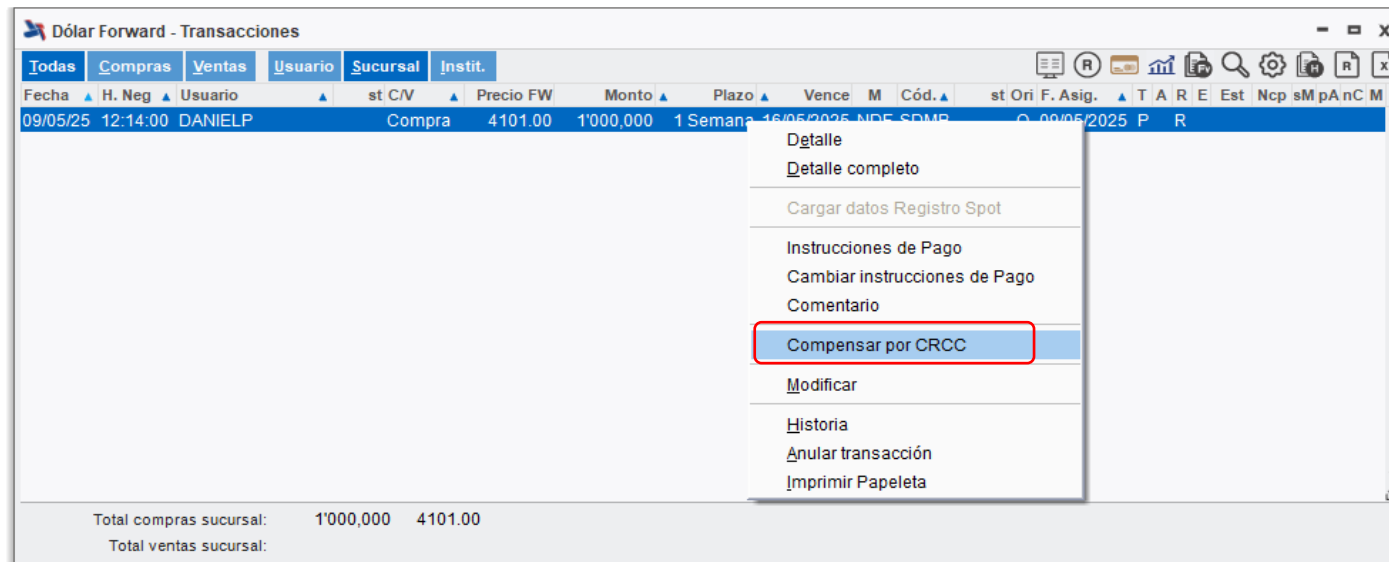 Dólar Forward - Transacciones
Todas Compras Ventas Usuario Sucursal Instit.
Fecha H. Neg Usuario st C/V Precio FW Monto Plazo Vence M Cód. st Ori F. Asig. T A R E Est Ncp sM pA nC M
09/05/25 12:14:00 DANIELP Compra 4101.00 1'000,000 1 Semana 16/05/2025 NDF 09/05/2025 P R
Detalle
Detalle completo
Cargar datos Registro Spot
Instrucciones de Pago
Cambiar instrucciones de Pago
Comentario
Compensar por CRCC
Modificar
Historia
Anular transacción
Imprimir Papeleta
Total compras sucursal: 1'000,000 4101.00
Total ventas sucursal: